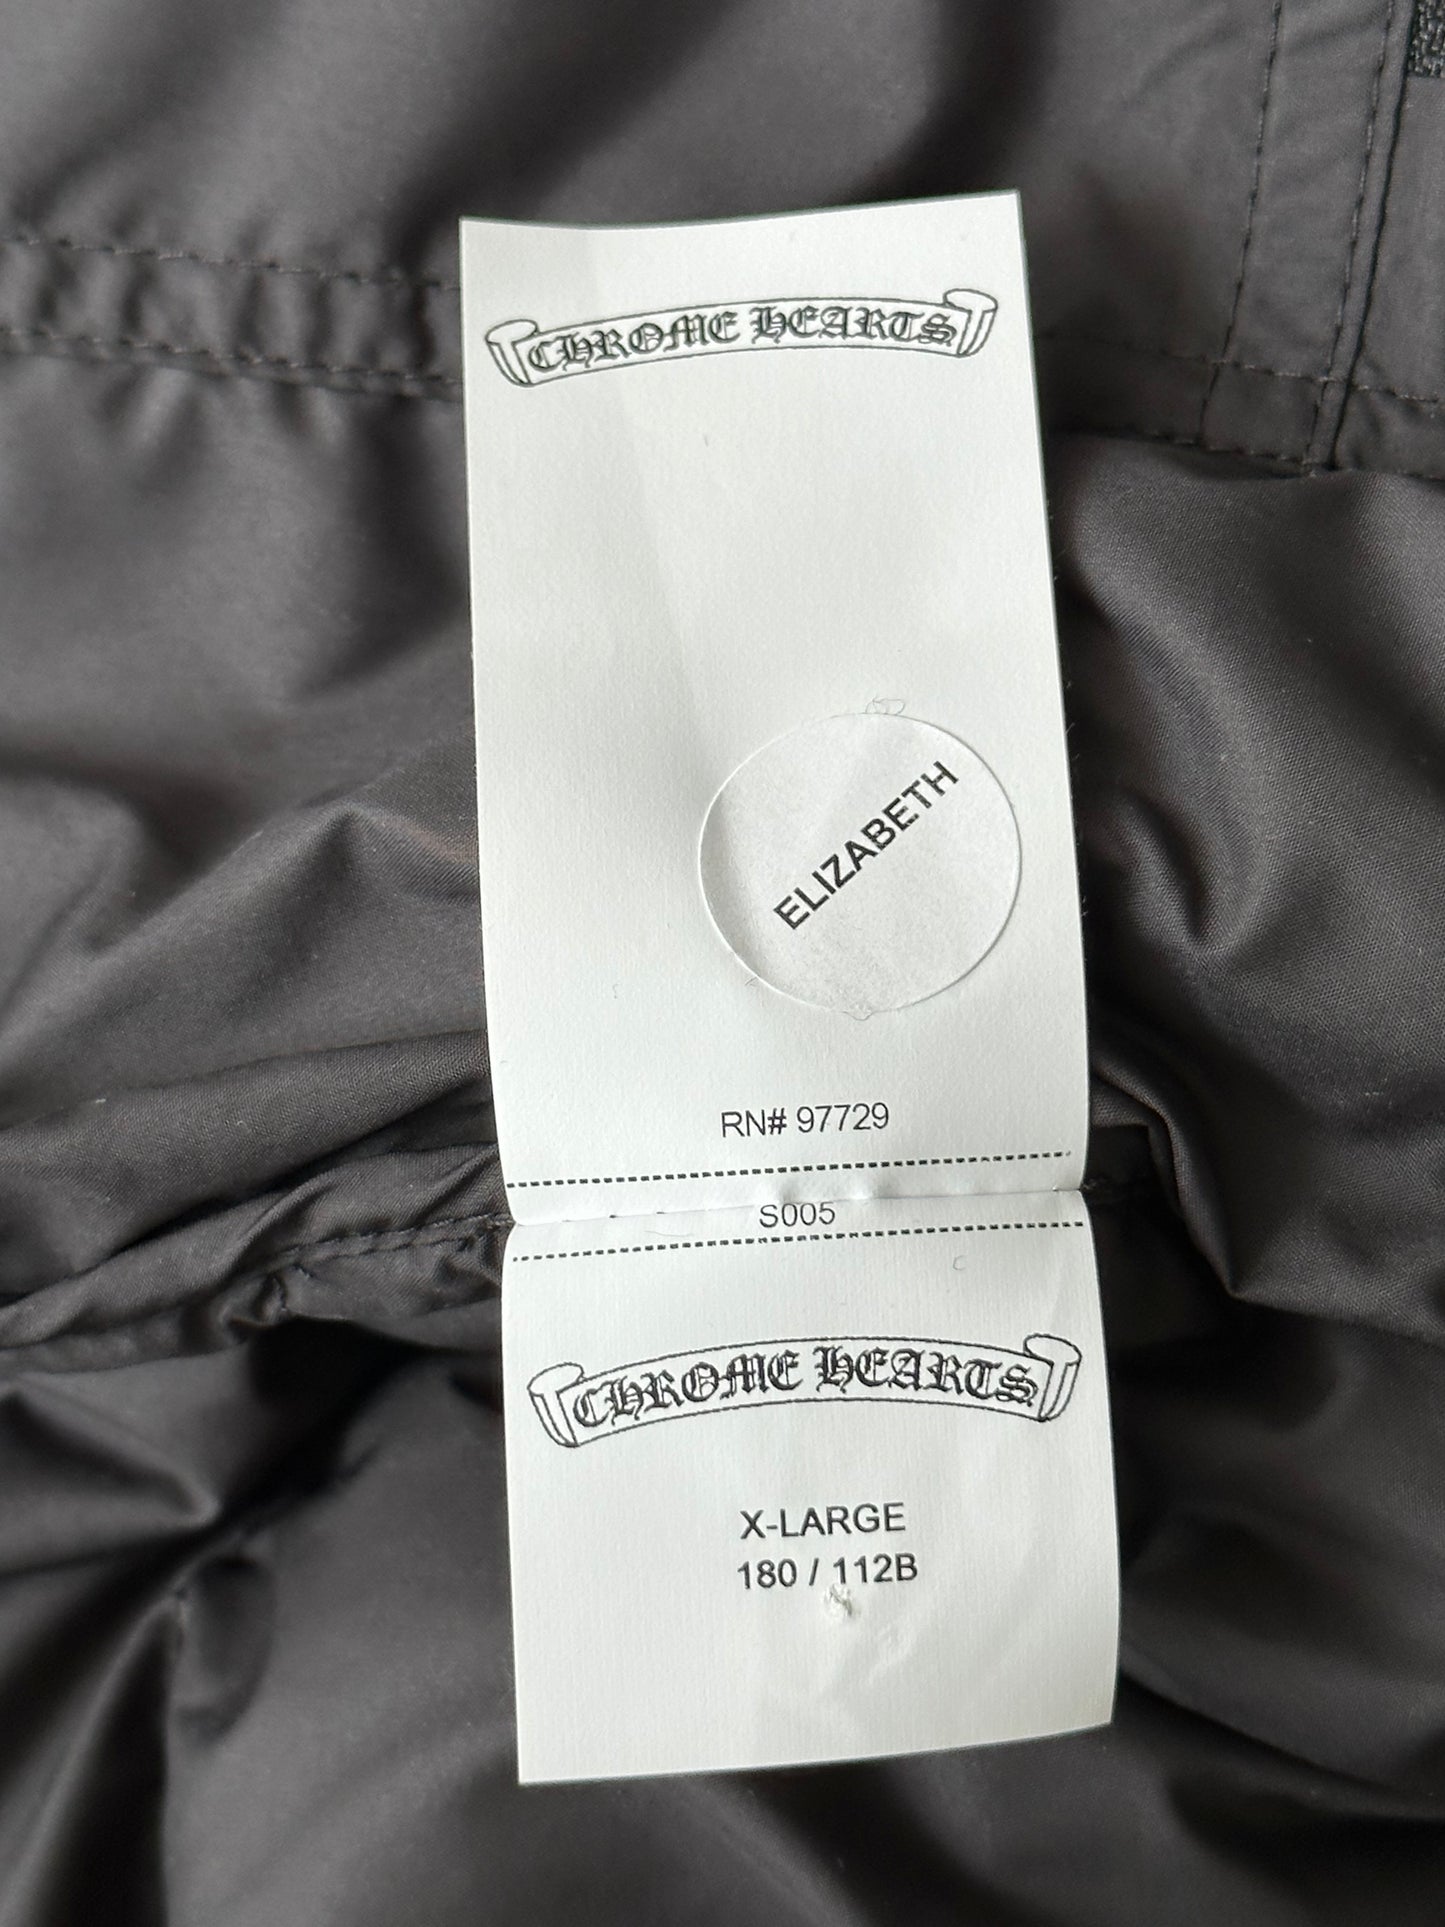 CHROME HEARTS
ELIZABETH
RN# 97729
S005
CHROME HEARTS
X-LARGE
180 / 112B